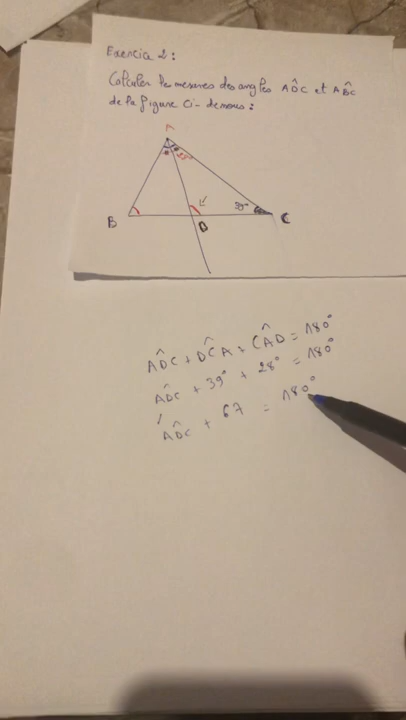 Exercice 2:
Calculer le mesures des angles AD̂C et AB̂C
de la figure ci-dessous:
A
28°
B
D
39°
C
AD̂C + DĈA + CÂD = 180°
AD̂C + 39° + 28° = 180°
AD̂C + 67 = 180°